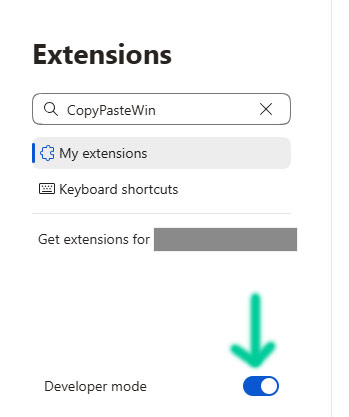 Extensions
CopyPasteWin
My extensions
Keyboard shortcuts
Get extensions for
Developer mode